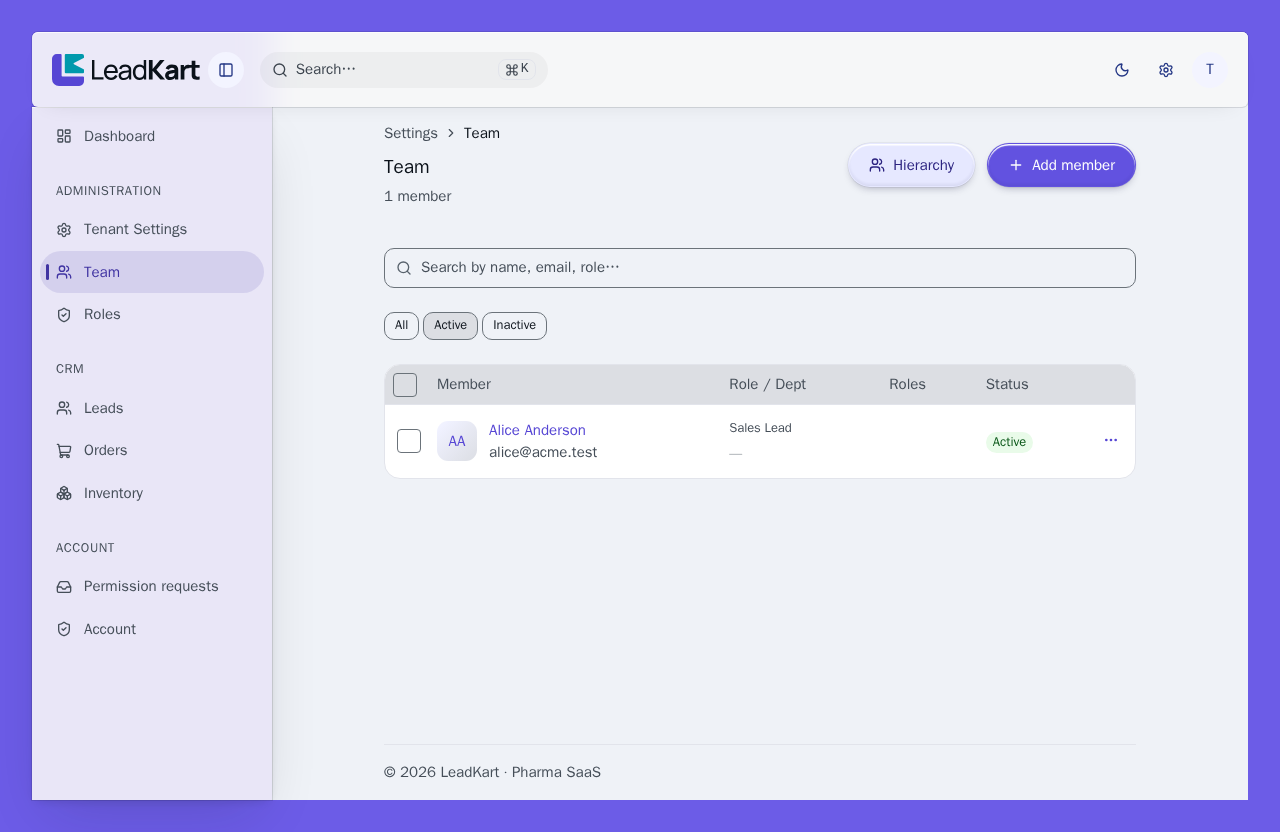 LeadKart
Search…
⌘K
T
Dashboard
ADMINISTRATION
Tenant Settings
Team
Roles
CRM
Leads
Orders
Inventory
ACCOUNT
Permission requests
Account
Settings > Team
Team
1 member
Hierarchy
+ Add member
Search by name, email, role…
All
Active
Inactive
Member Role / Dept Roles Status
AA
Alice Anderson
alice@acme.test
Sales Lead
—
Active
© 2026 LeadKart · Pharma SaaS